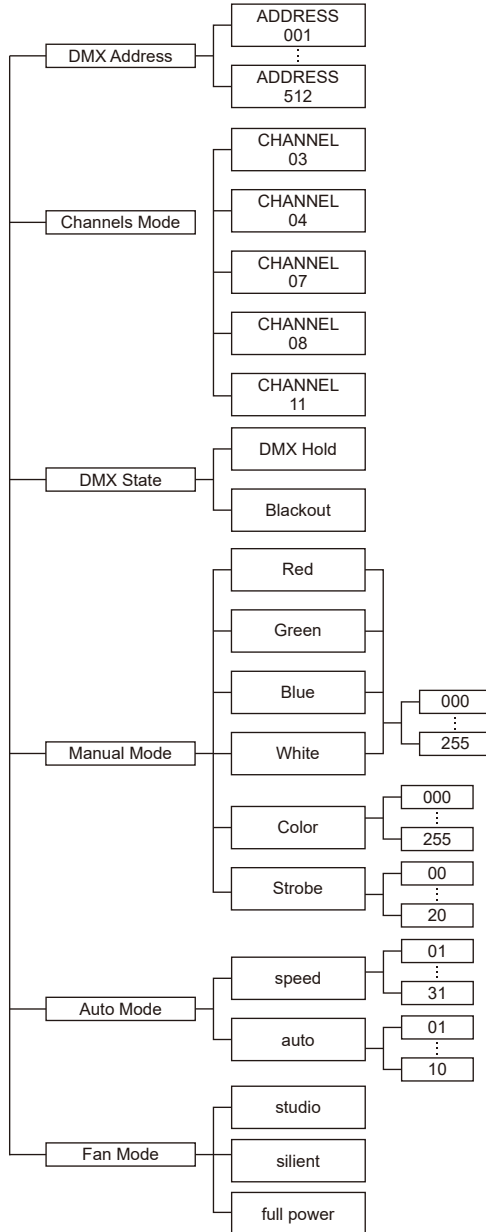 DMX Address
ADDRESS
001
ADDRESS
512
Channels Mode
CHANNEL
03
CHANNEL
04
CHANNEL
07
CHANNEL
08
CHANNEL
11
DMX State
DMX Hold
Blackout
Manual Mode
Red
Green
Blue
White
000
255
Color
000
255
Strobe
00
20
Auto Mode
speed
01
31
auto
01
10
Fan Mode
studio
silient
full power